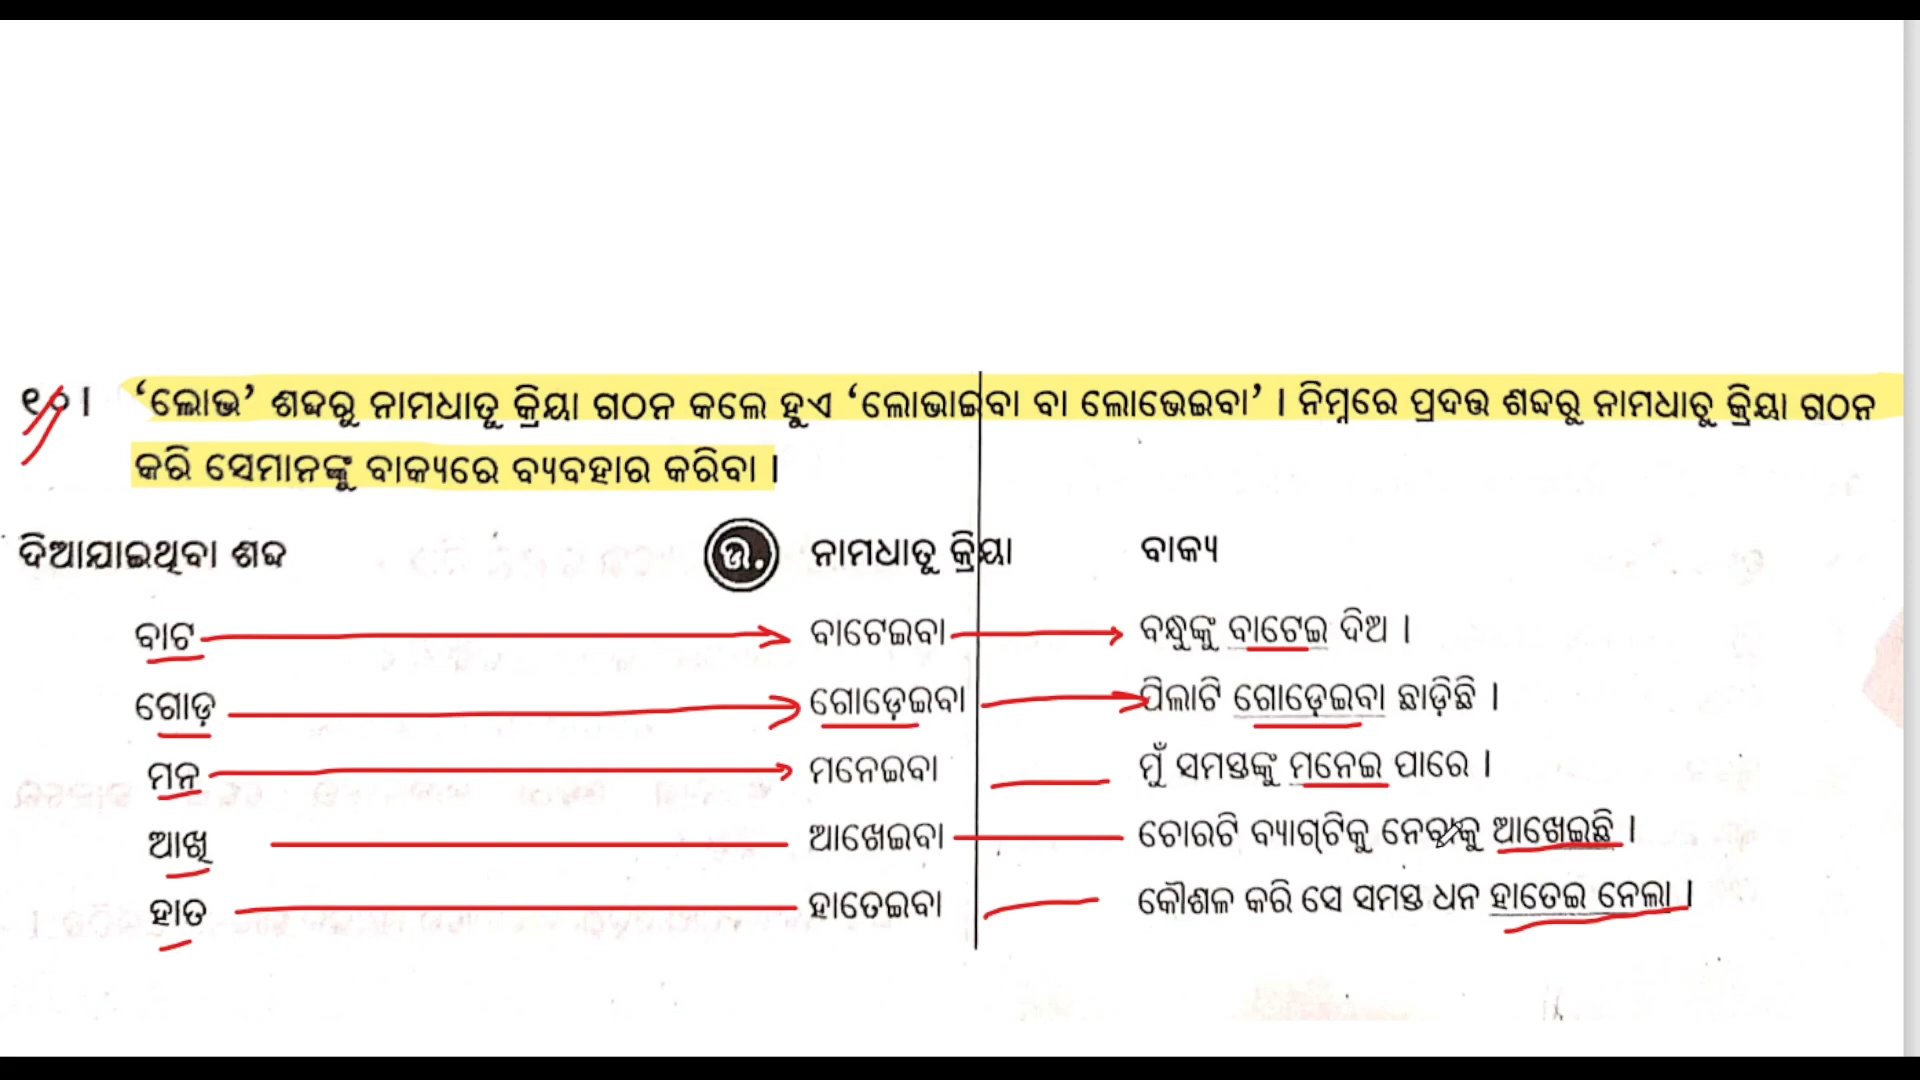 ୧୦। ‘ଲୋଭ’ ଶବ୍ଦରୁ ନାମଧାତୁ କ୍ରିୟା ଗଠନ କଲେ ହୁଏ ‘ଲୋଭାଇବା ବା ଲୋଭେଇବା’ । ନିମ୍ନରେ ପ୍ରଦତ୍ତ ଶବ୍ଦରୁ ନାମଧାତୁ କ୍ରିୟା ଗଠନ
କରି ସେମାନଙ୍କୁ ବାକ୍ୟରେ ବ୍ୟବହାର କରିବା ।
ଦିଆଯାଇଥିବା ଶବ୍ଦ ଉ. ନାମଧାତୁ କ୍ରିୟା ବାକ୍ୟ
ବାଟ ବାଟେଇବା ବନ୍ଧୁଙ୍କୁ ବାଟେଇ ଦିଅ ।
ଗୋଡ଼ ଗୋଡ଼େଇବା ପିଲାଟି ଗୋଡ଼େଇବା ଛାଡ଼ିଛି ।
ମନ ମନେଇବା ମୁଁ ସମସ୍ତଙ୍କୁ ମନେଇ ପାରେ ।
ଆଖି ଆଖେଇବା ଚୋରଟି ବ୍ୟାଗ୍‌ଟିକୁ ନେବାକୁ ଆଖେଇଛି ।
ହାତ ହାତେଇବା କୌଶଳ କରି ସେ ସମସ୍ତ ଧନ ହାତେଇ ନେଲା ।